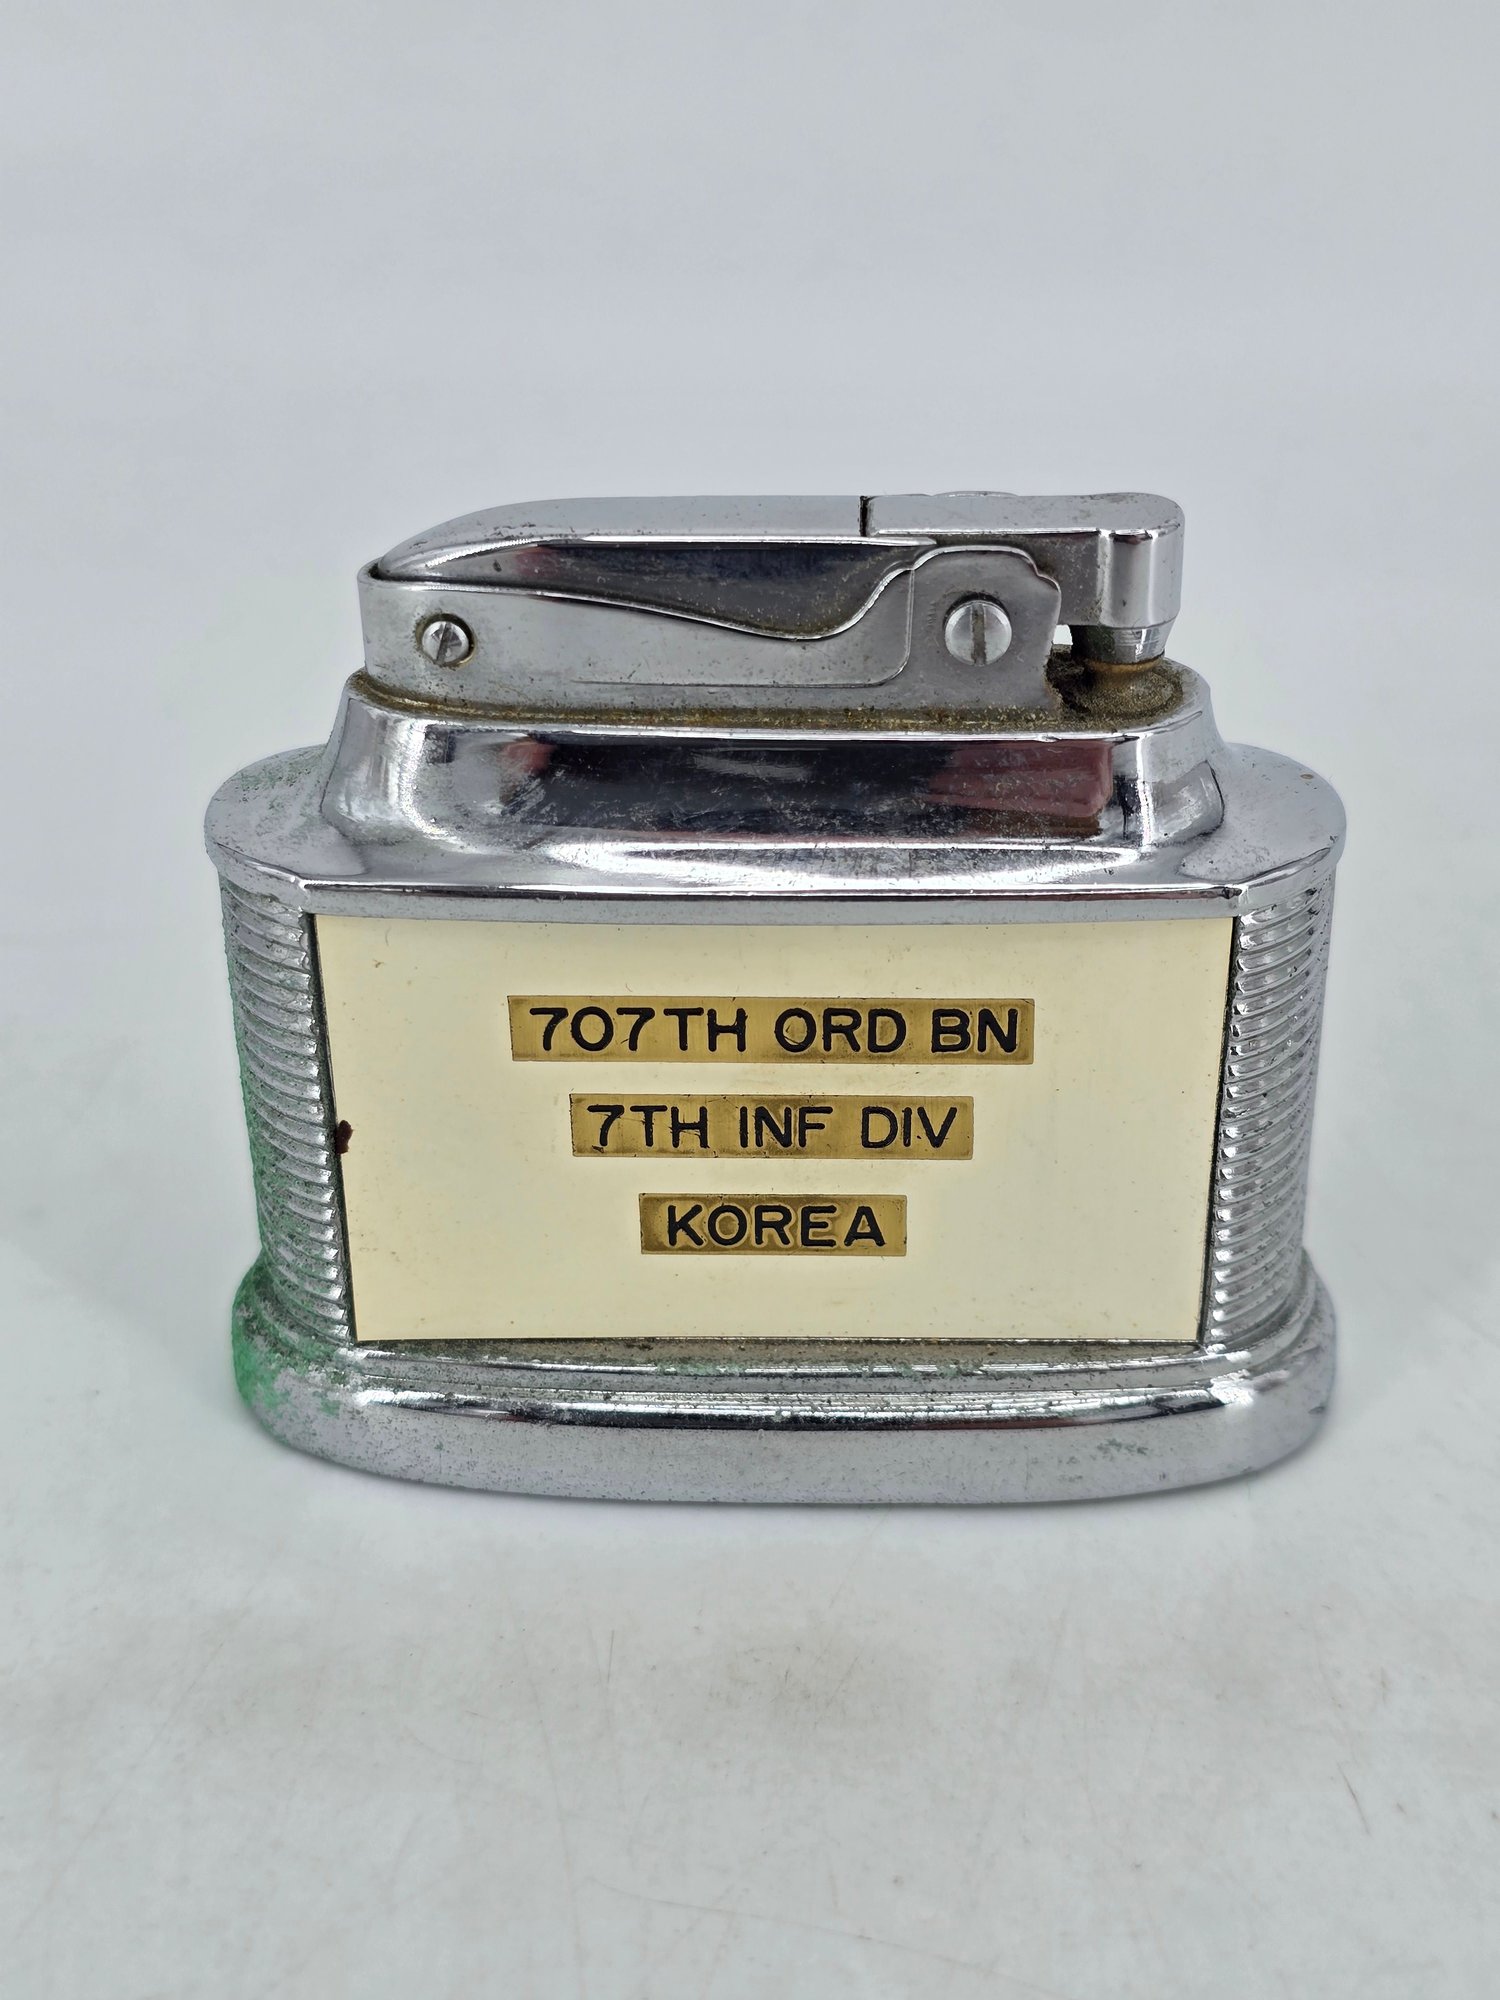 707TH ORD BN
7TH INF DIV
KOREA